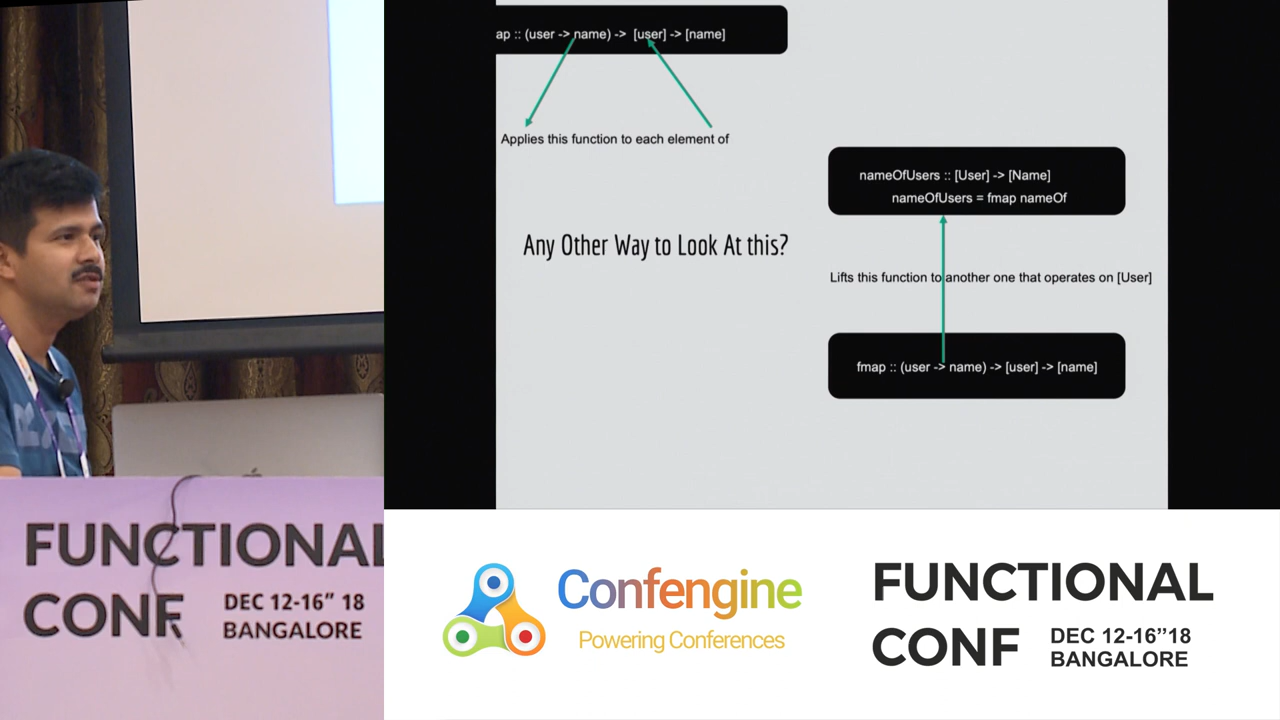 ap :: (user -> name) -> [user] -> [name]
Applies this function to each element of
Any Other Way to Look At this?
nameOfUsers :: [User] -> [Name]
nameOfUsers = fmap nameOf
Lifts this function to another one that operates on [User]
fmap :: (user -> name) -> [user] -> [name]
FUNCTIONAL
CONF
DEC 12-16" 18
BANGALORE
Confengine
Powering Conferences
FUNCTIONAL
CONF
DEC 12-16"18
BANGALORE